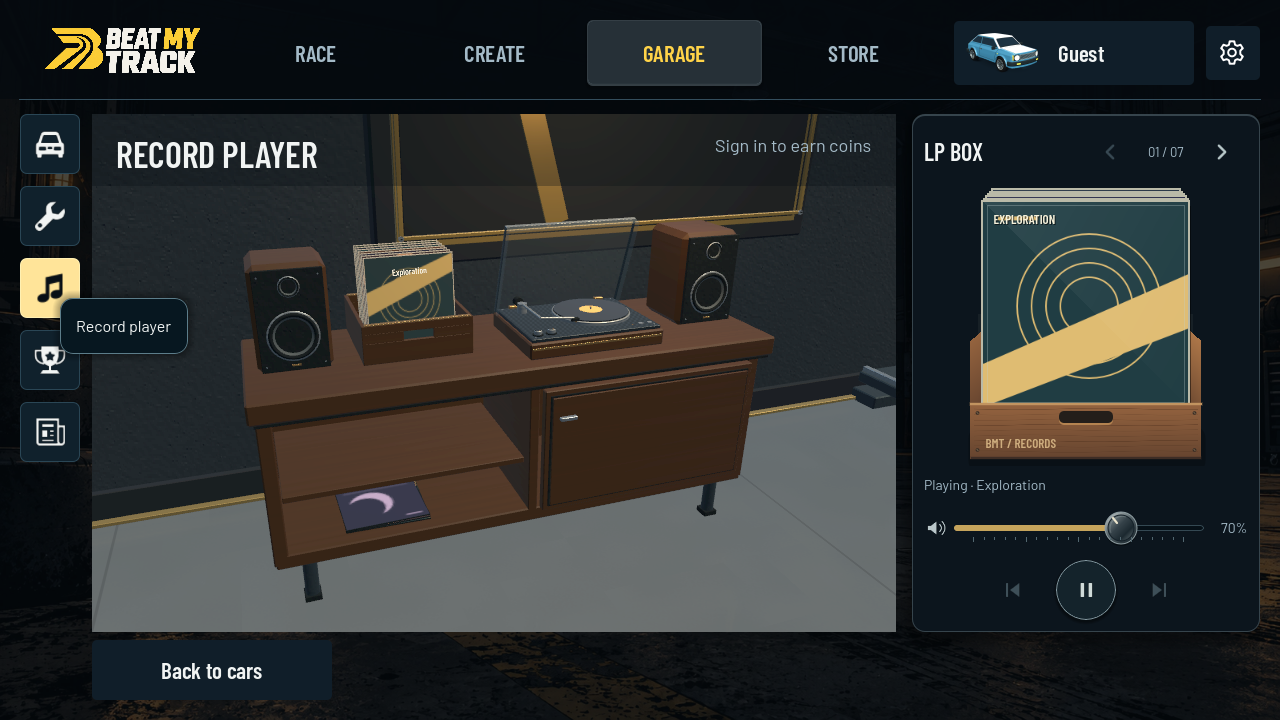 BEAT MY TRACK
RACE
CREATE
GARAGE
STORE
Guest
RECORD PLAYER
Sign in to earn coins
LP BOX
01 / 07
EXPLORATION
Exploration
Record player
BMT / RECORDS
Playing · Exploration
70%
Back to cars